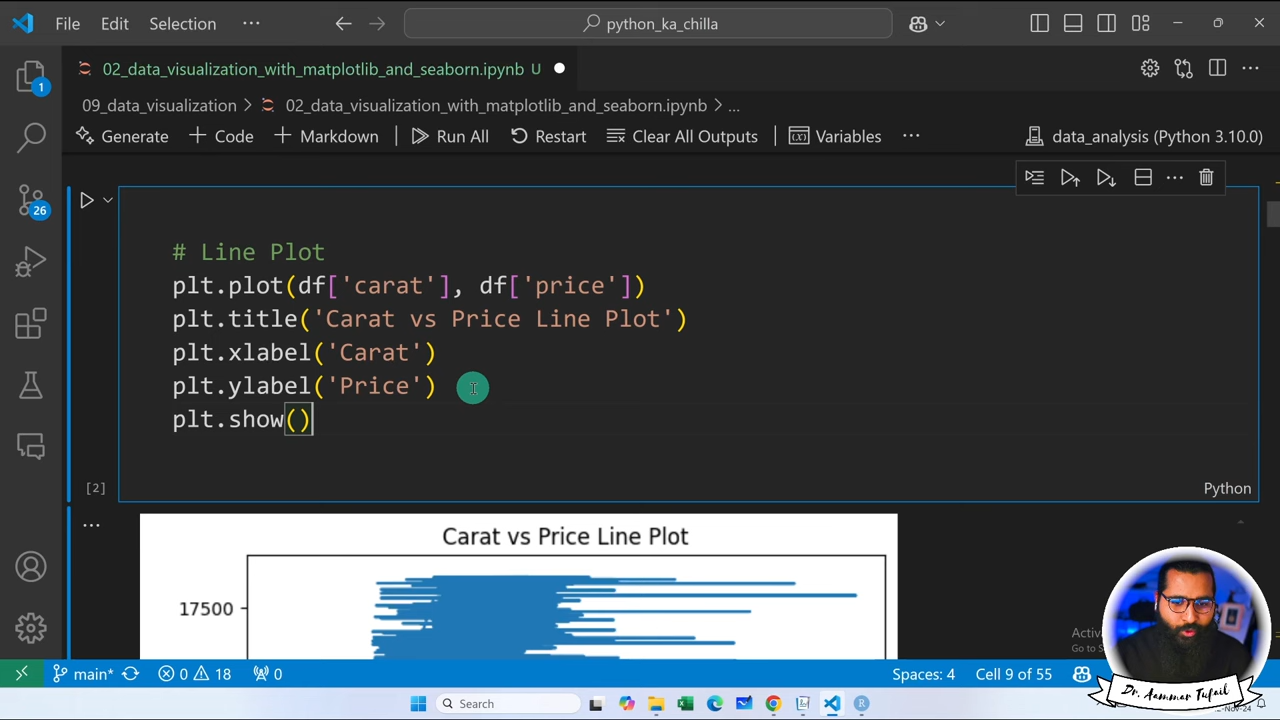 File Edit Selection ··· python_ka_chilla
02_data_visualization_with_matplotlib_and_seaborn.ipynb U
09_data_visualization > 02_data_visualization_with_matplotlib_and_seaborn.ipynb > ...
Generate + Code + Markdown Run All Restart Clear All Outputs Variables ··· data_analysis (Python 3.10.0)
1
26
# Line Plot
plt.plot(df['carat'], df['price'])
plt.title('Carat vs Price Line Plot')
plt.xlabel('Carat')
plt.ylabel('Price')
plt.show()
[2] Python
Carat vs Price Line Plot
17500
main* 0 18 0 Spaces: 4 Cell 9 of 55
Dr. Aammar Tufail
Search